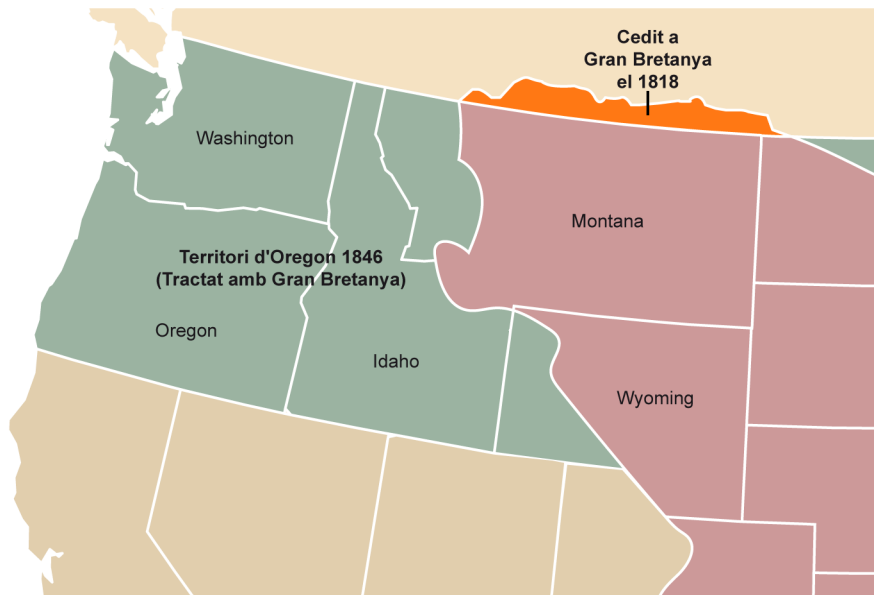 Cedit a
Gran Bretanya
el 1818
Washington
Montana
Territori d'Oregon 1846
(Tractat amb Gran Bretanya)
Oregon
Idaho
Wyoming